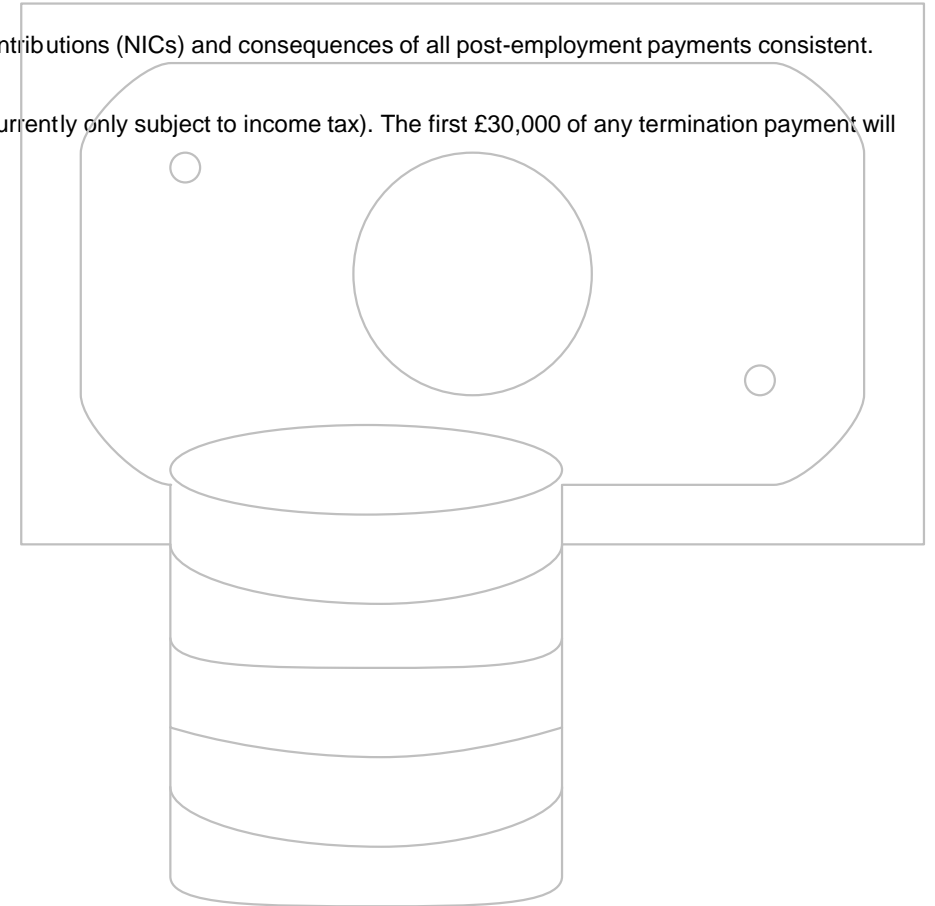 ntributions (NICs) and consequences of all post-employment payments consistent.
urrently only subject to income tax). The first £30,000 of any termination payment will